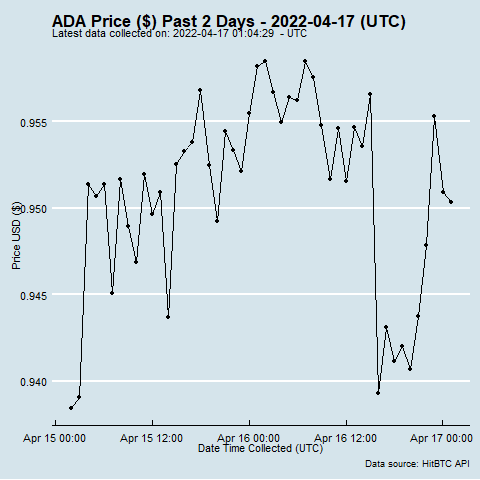 ADA Price ($) Past 2 Days - 2022-04-17 (UTC)
Latest data collected on: 2022-04-17 01:04:29 - UTC
Price USD ($)
0.955
0.950
0.945
0.940
Apr 15 00:00 Apr 15 12:00 Apr 16 00:00 Apr 16 12:00 Apr 17 00:00
Date Time Collected (UTC)
Data source: HitBTC API